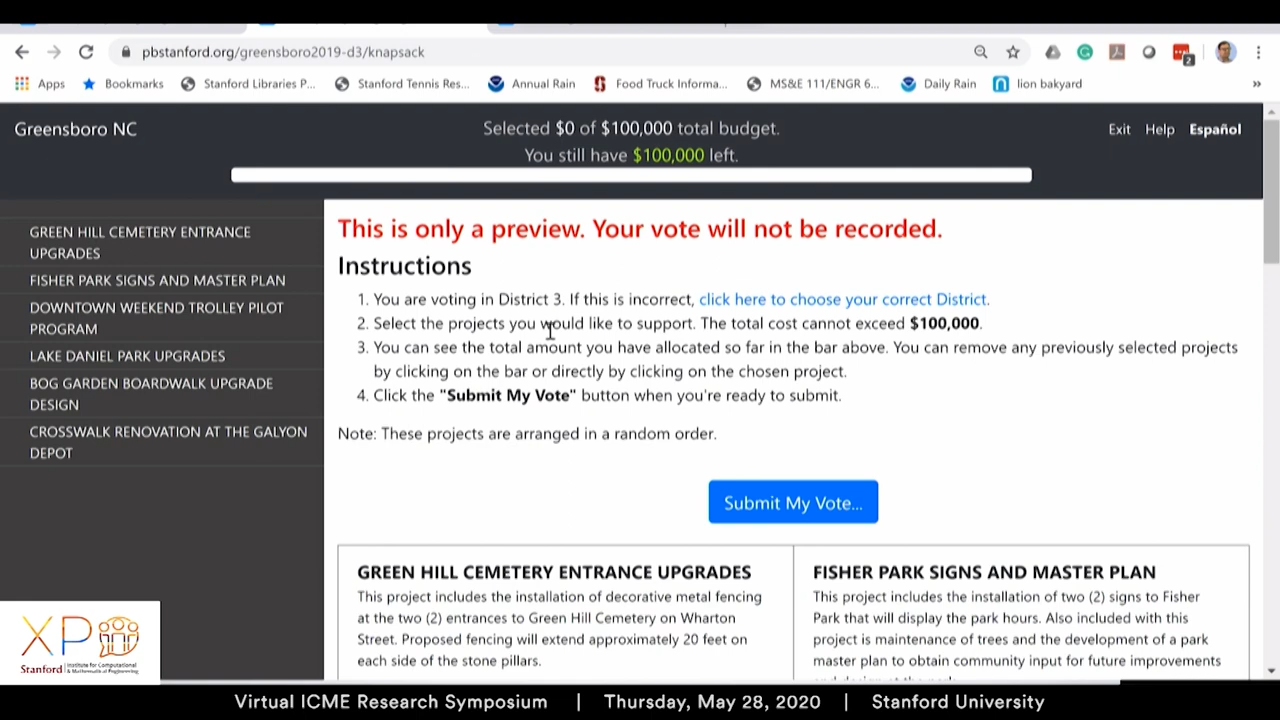 pbstanford.org/greensboro2019-d3/knapsack
2
Apps
Bookmarks
Stanford Libraries P...
Stanford Tennis Res...
Annual Rain
Food Truck Informa...
MS&E 111/ENGR 6...
Daily Rain
lion bakyard
»
Greensboro NC
Selected $0 of $100,000 total budget.
You still have $100,000 left.
Exit Help Español
GREEN HILL CEMETERY ENTRANCE
UPGRADES
FISHER PARK SIGNS AND MASTER PLAN
DOWNTOWN WEEKEND TROLLEY PILOT
PROGRAM
LAKE DANIEL PARK UPGRADES
BOG GARDEN BOARDWALK UPGRADE
DESIGN
CROSSWALK RENOVATION AT THE GALYON
DEPOT
This is only a preview. Your vote will not be recorded.
Instructions
1. You are voting in District 3. If this is incorrect, click here to choose your correct District.
2. Select the projects you would like to support. The total cost cannot exceed $100,000.
3. You can see the total amount you have allocated so far in the bar above. You can remove any previously selected projects
by clicking on the bar or directly by clicking on the chosen project.
4. Click the "Submit My Vote" button when you're ready to submit.
Note: These projects are arranged in a random order.
Submit My Vote...
GREEN HILL CEMETERY ENTRANCE UPGRADES
This project includes the installation of decorative metal fencing
at the two (2) entrances to Green Hill Cemetery on Wharton
Street. Proposed fencing will extend approximately 20 feet on
each side of the stone pillars.
FISHER PARK SIGNS AND MASTER PLAN
This project includes the installation of two (2) signs to Fisher
Park that will display the park hours. Also included with this
project is maintenance of trees and the development of a park
master plan to obtain community input for future improvements
XP
Stanford | Institute for Computational
& Mathematical Engineering
Virtual ICME Research Symposium | Thursday, May 28, 2020 | Stanford University